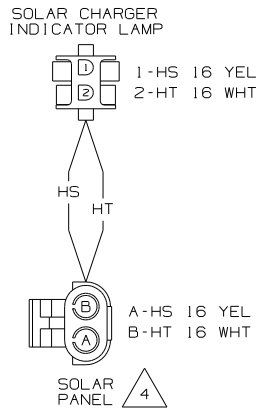 SOLAR CHARGER
INDICATOR LAMP
1
2
1-HS 16 YEL
2-HT 16 WHT
HS
HT
B
A
A-HS 16 YEL
B-HT 16 WHT
SOLAR
PANEL
4